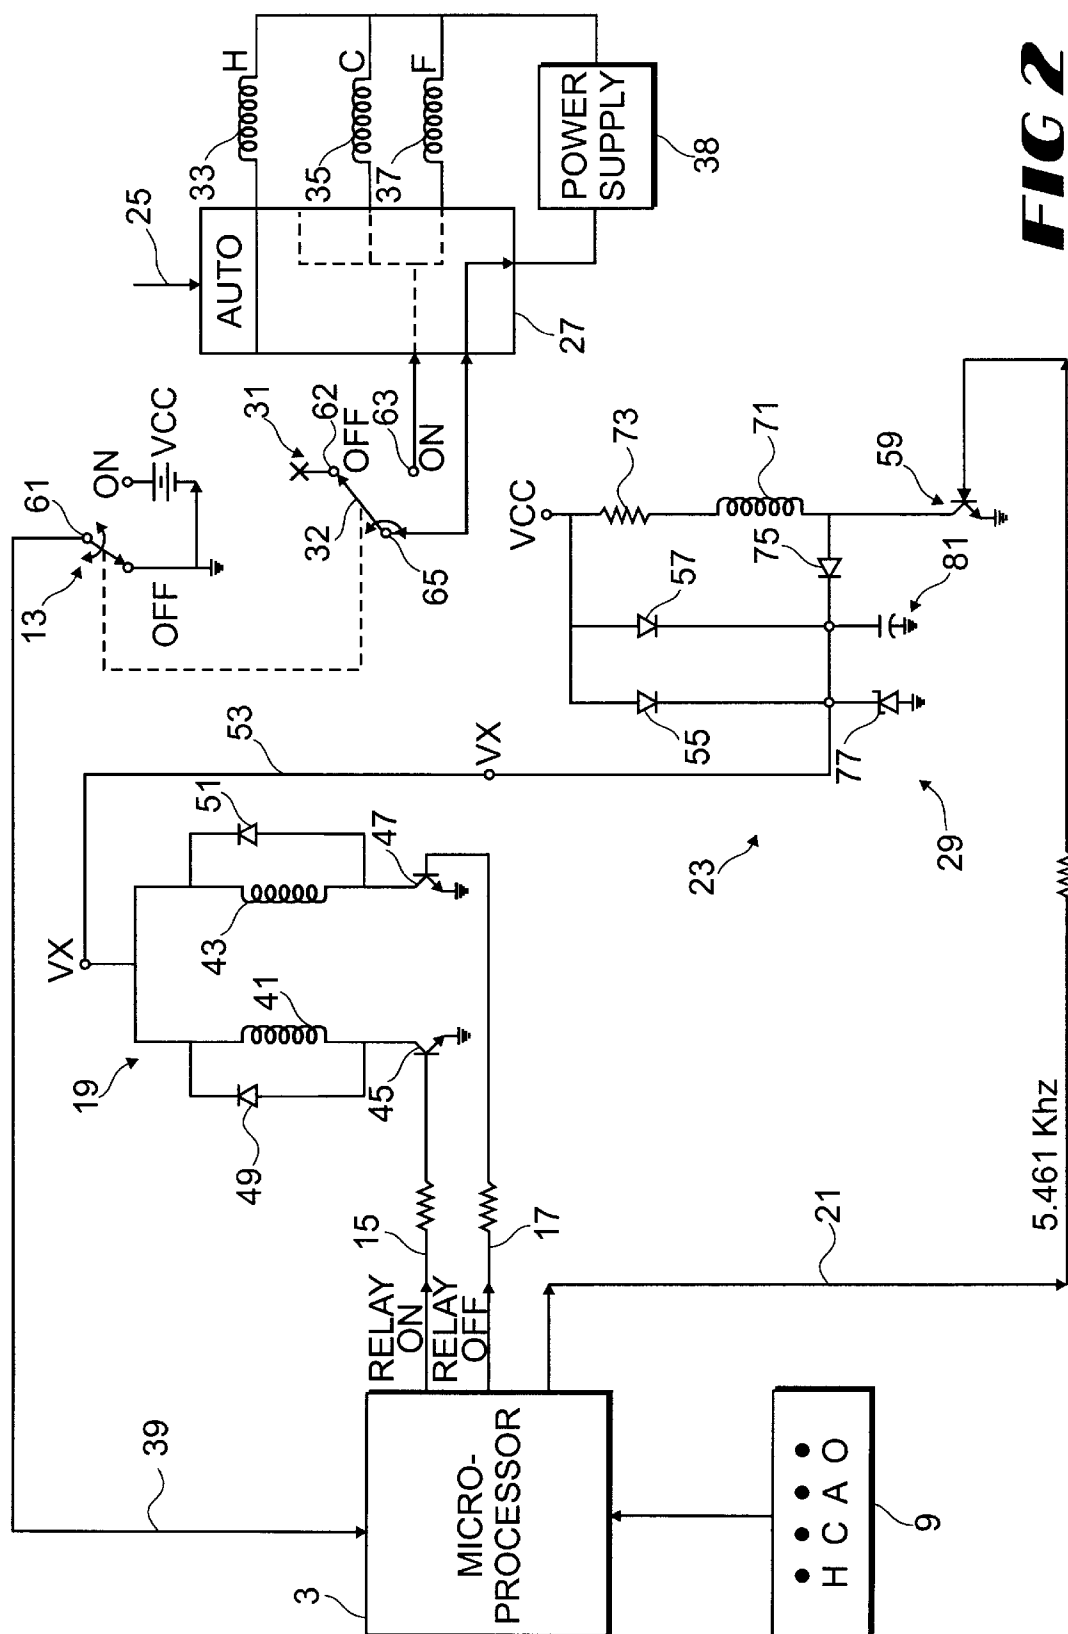 FIG 2
25
AUTO
27
33
H
35
C
37
F
POWER
SUPPLY
38
13
61
ON
VCC
OFF
31
62
OFF
32
63
ON
65
VCC
73
71
59
57
75
81
55
77
29
23
53
VX
VX
51
47
43
41
19
45
49
15
17
RELAY
ON
RELAY
OFF
21
5.461 Khz
39
3
MICRO-
PROCESSOR
H C A O
9